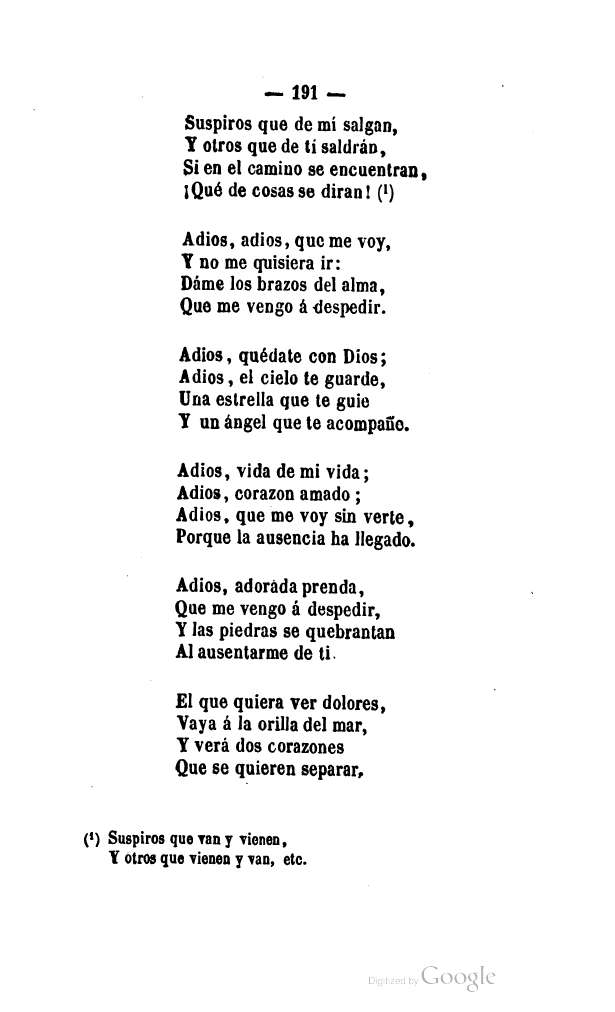 — 191 —
Suspiros que de mí salgan,
Y otros que de tí saldrán,
Si en el camino se encuentran,
¡Qué de cosas se diran! (¹)
Adios, adios, que me voy,
Y no me quisiera ir:
Dáme los brazos del alma,
Que me vengo á despedir.
Adios, quédate con Dios;
Adios, el cielo te guarde,
Una estrella que te guie
Y un ángel que te acompañe.
Adios, vida de mi vida;
Adios, corazon amado;
Adios, que me voy sin verte,
Porque la ausencia ha llegado.
Adios, adorada prenda,
Que me vengo á despedir,
Y las piedras se quebrantan
Al ausentarme de ti.
El que quiera ver dolores,
Vaya á la orilla del mar,
Y verá dos corazones
Que se quieren separar,
(¹) Suspiros que van y vienen,
Y otros que vienen y van, etc.
Digitized by Google